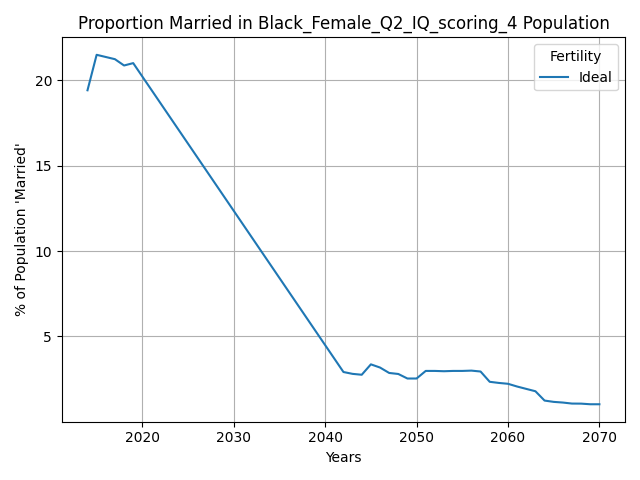 Proportion Married in Black_Female_Q2_IQ_scoring_4 Population
Fertility
Ideal
% of Population 'Married'
20
15
10
5
2020 2030 2040 2050 2060 2070
Years